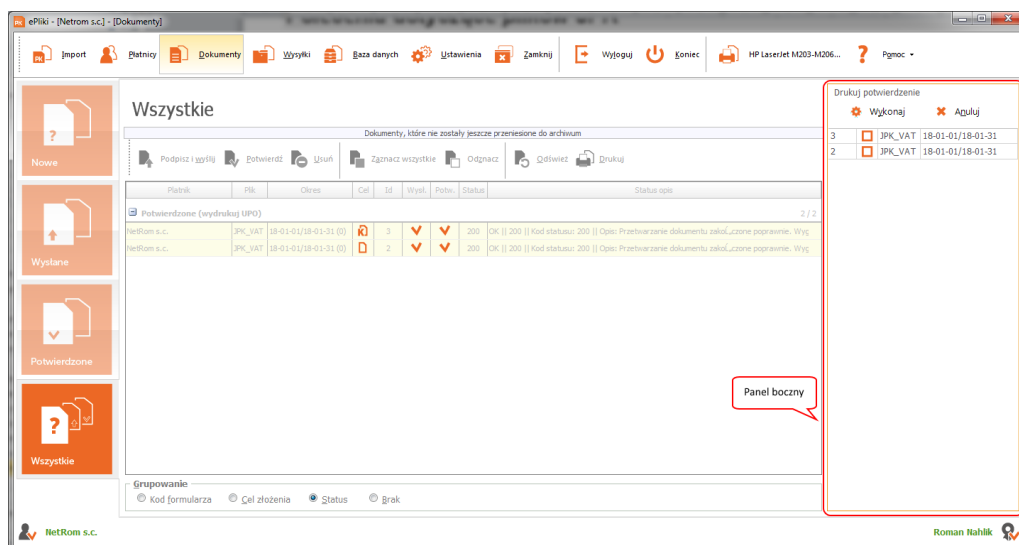 ePliki - [Netrom s.c.] - [Dokumenty]
Import Płatnicy Dokumenty Wysyłki Baza danych Ustawienia Zamknij Wyloguj Koniec HP LaserJet M203-M206... Pomoc
Drukuj potwierdzenie
Wykonaj Anuluj
3 JPK_VAT 18-01-01/18-01-31
2 JPK_VAT 18-01-01/18-01-31
Nowe
Wysłane
Potwierdzone
Wszystkie
Wszystkie
Dokumenty, które nie zostały jeszcze przeniesione do archiwum
Podpisz i wyślij Potwierdź Usuń Zaznacz wszystkie Odznacz Odśwież Drukuj
Płatnik Plik Okres Cel Id Wysł. Potw. Status Status opis
Potwierdzone (wydrukuj UPO) 2 / 2
NetRom s.c. JPK_VAT 18-01-01/18-01-31 (0) K 3 200 OK || 200 || Kod statusu: 200 || Opis: Przetwarzanie dokumentu zakoi,,czone poprawnie. Wyg
NetRom s.c. JPK_VAT 18-01-01/18-01-31 (0) 2 200 OK || 200 || Kod statusu: 200 || Opis: Przetwarzanie dokumentu zakoi,,czone poprawnie. Wyg
Panel boczny
Grupowanie
Kod formularza Cel złożenia Status Brak
NetRom s.c.
Roman Nahlik